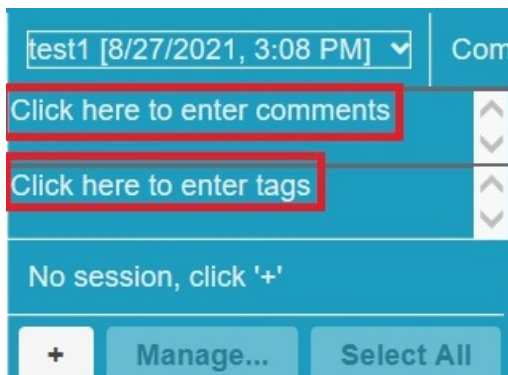 test1 [8/27/2021, 3:08 PM] Com
Click here to enter comments
Click here to enter tags
No session, click '+'
+ Manage... Select All